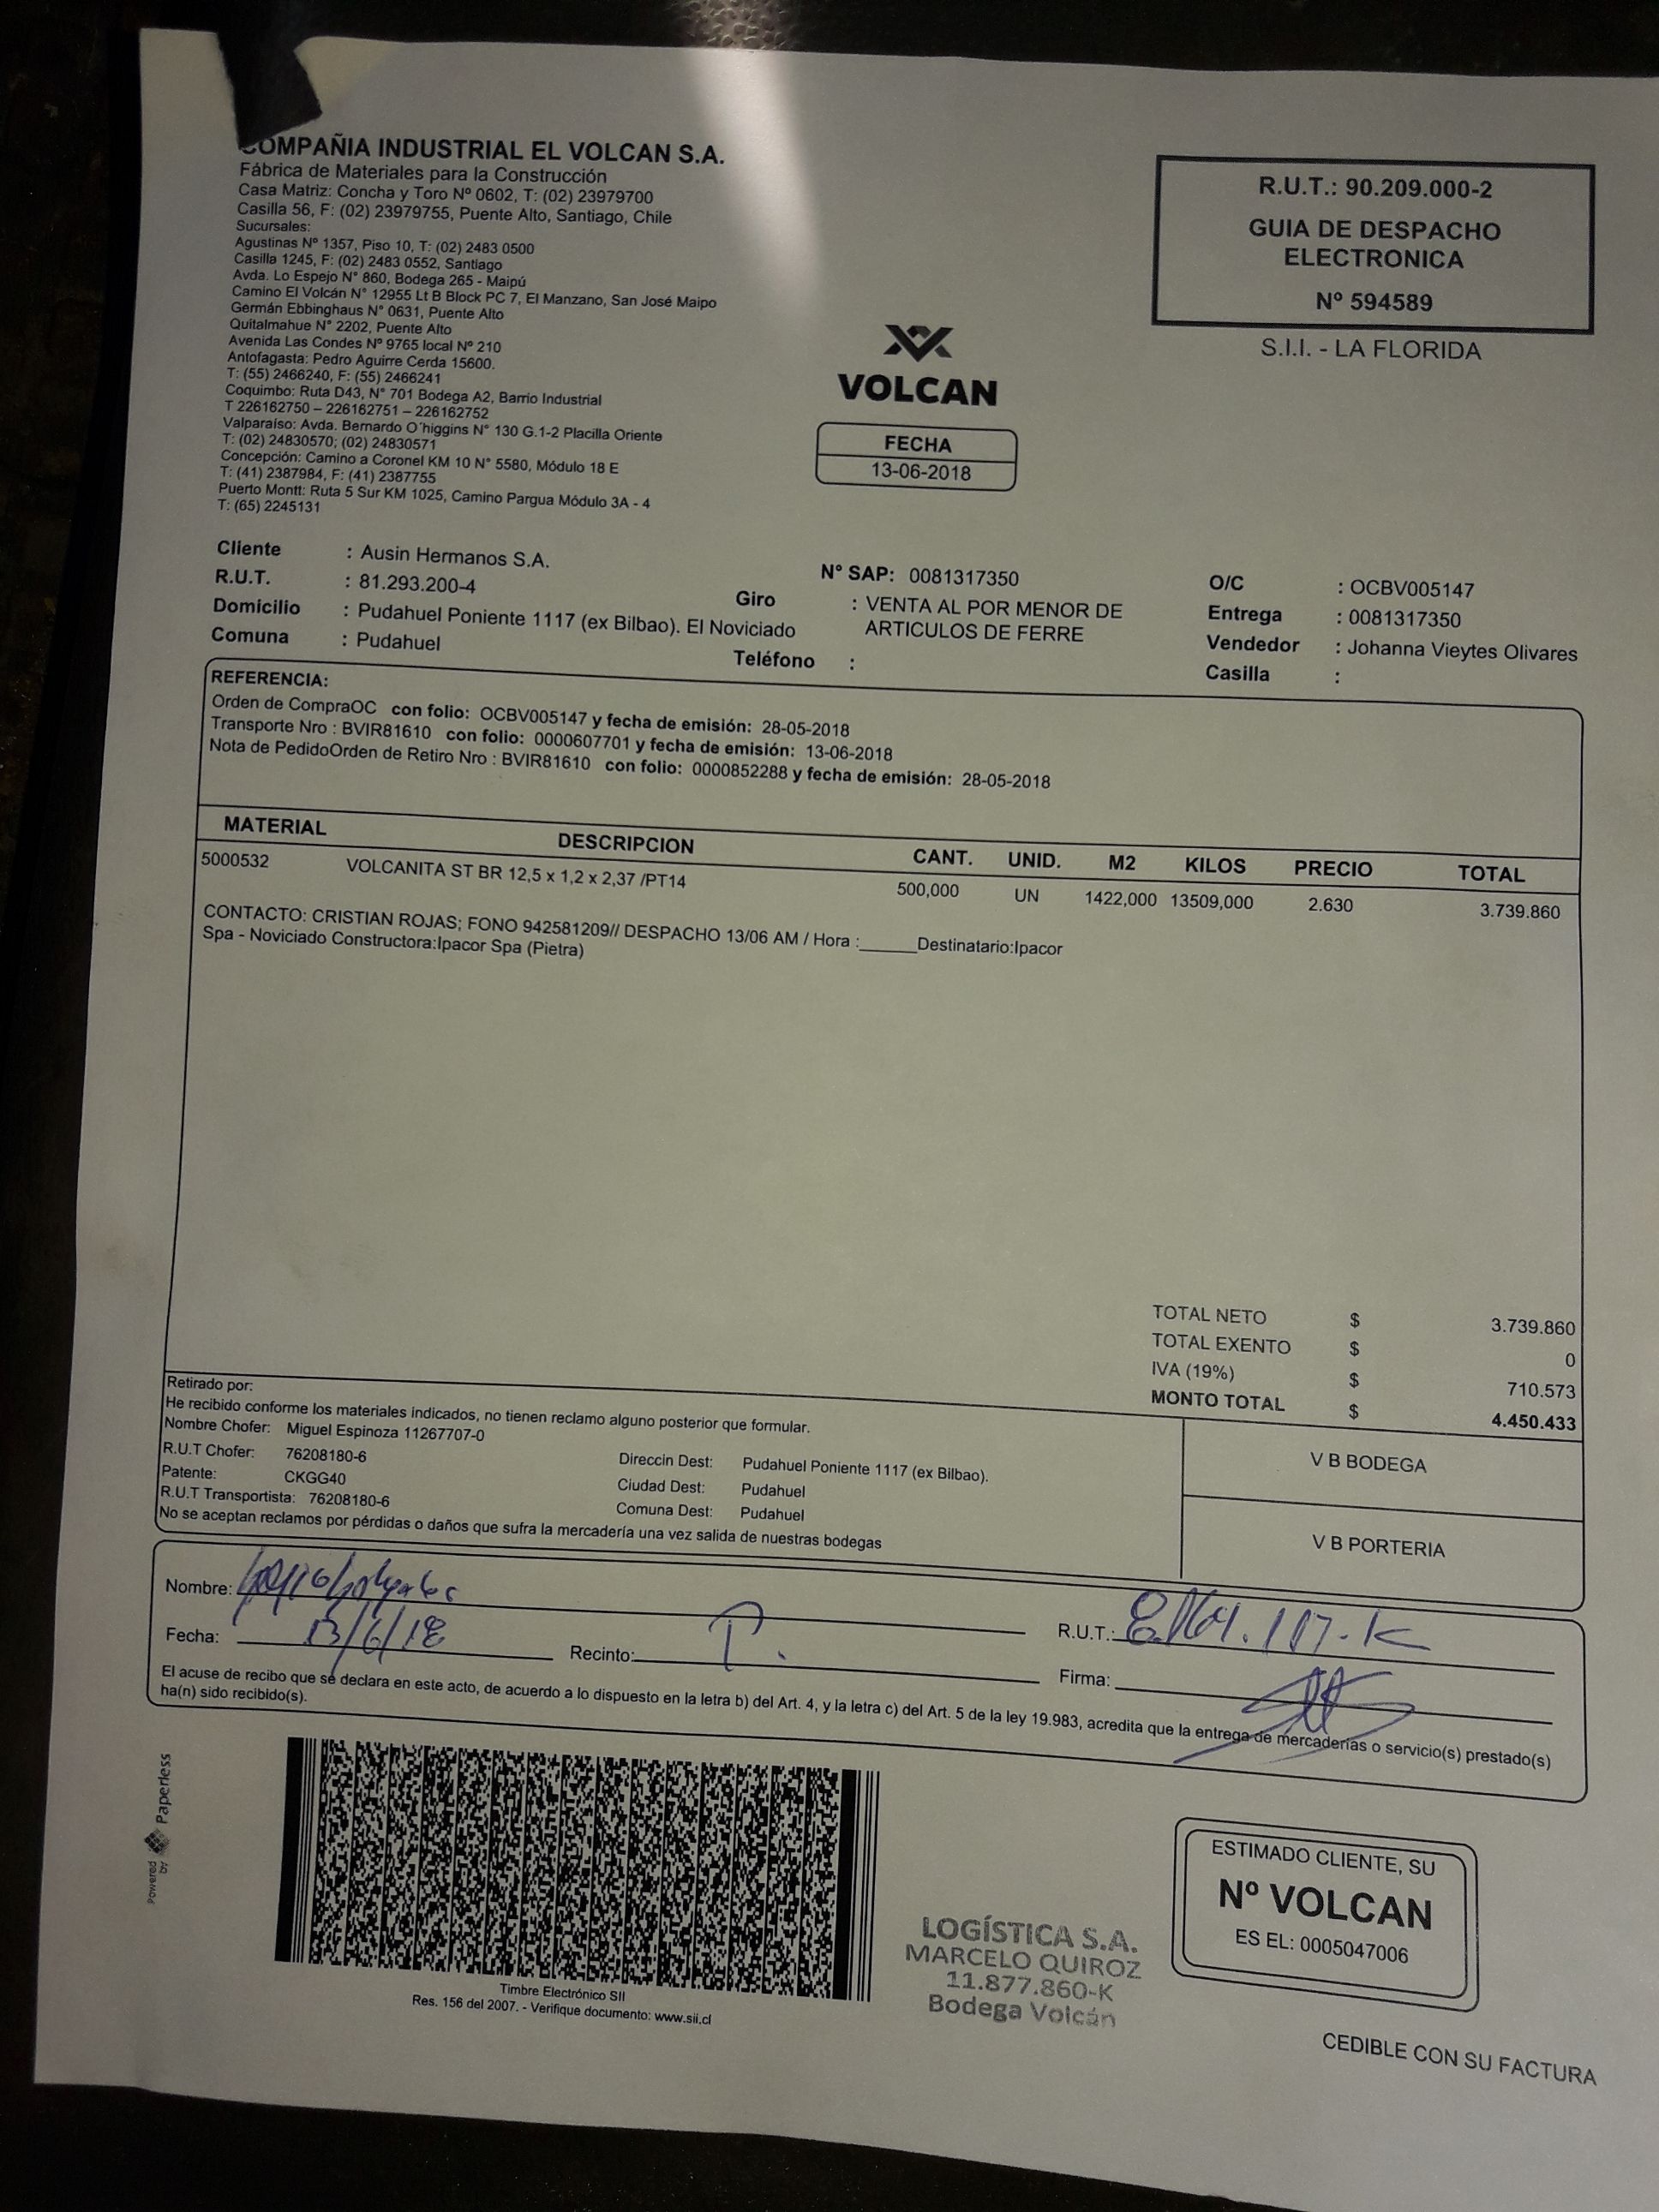 COMPAÑIA INDUSTRIAL EL VOLCAN S.A.
Fábrica de Materiales para la Construcción
Casa Matriz: Concha y Toro Nº 0602, T: (02) 23979700
Casilla 56, F: (02) 23979755, Puente Alto, Santiago, Chile
Sucursales:
Agustinas Nº 1357, Piso 10, T: (02) 2483 0500
Casilla 1245, F: (02) 2483 0552, Santiago
Avda. Lo Espejo N° 860, Bodega 265 - Maipú
Camino El Volcán N° 12955 Lt B Block PC 7, El Manzano, San José Maipo
Germán Ebbinghaus N° 0631, Puente Alto
Quitalmahue N° 2202, Puente Alto
Avenida Las Condes Nº 9765 local Nº 210
Antofagasta: Pedro Aguirre Cerda 15600.
T: (55) 2466240, F: (55) 2466241
Coquimbo: Ruta D43, N° 701 Bodega A2, Barrio Industrial
T 226162750 – 226162751 – 226162752
Valparaíso: Avda. Bernardo O´higgins N° 130 G.1-2 Placilla Oriente
T: (02) 24830570; (02) 24830571
Concepción: Camino a Coronel KM 10 N° 5580, Módulo 18 E
T: (41) 2387984, F: (41) 2387755
Puerto Montt: Ruta 5 Sur KM 1025, Camino Pargua Módulo 3A - 4
T: (65) 2245131
VOLCAN
FECHA
13-06-2018
R.U.T.: 90.209.000-2
GUIA DE DESPACHO
ELECTRONICA
Nº 594589
S.I.I. - LA FLORIDA
Cliente : Ausin Hermanos S.A.
R.U.T. : 81.293.200-4
Domicilio : Pudahuel Poniente 1117 (ex Bilbao). El Noviciado
Comuna : Pudahuel
N° SAP: 0081317350
Giro : VENTA AL POR MENOR DE
ARTICULOS DE FERRE
Teléfono :
O/C : OCBV005147
Entrega : 0081317350
Vendedor : Johanna Vieytes Olivares
Casilla :
REFERENCIA:
Orden de CompraOC con folio: OCBV005147 y fecha de emisión: 28-05-2018
Transporte Nro : BVIR81610 con folio: 0000607701 y fecha de emisión: 13-06-2018
Nota de PedidoOrden de Retiro Nro : BVIR81610 con folio: 0000852288 y fecha de emisión: 28-05-2018
MATERIAL DESCRIPCION CANT. UNID. M2 KILOS PRECIO TOTAL
5000532 VOLCANITA ST BR 12,5 x 1,2 x 2,37 /PT14 500,000 UN 1422,000 13509,000 2.630 3.739.860
CONTACTO: CRISTIAN ROJAS; FONO 942581209// DESPACHO 13/06 AM / Hora :______Destinatario:Ipacor
Spa - Noviciado Constructora:Ipacor Spa (Pietra)
TOTAL NETO $ 3.739.860
TOTAL EXENTO $ 0
IVA (19%) $ 710.573
MONTO TOTAL $ 4.450.433
Retirado por:
He recibido conforme los materiales indicados, no tienen reclamo alguno posterior que formular.
Nombre Chofer: Miguel Espinoza 11267707-0
R.U.T Chofer: 76208180-6
Patente: CKGG40
R.U.T Transportista: 76208180-6
Direccin Dest: Pudahuel Poniente 1117 (ex Bilbao).
Ciudad Dest: Pudahuel
Comuna Dest: Pudahuel
No se aceptan reclamos por pérdidas o daños que sufra la mercadería una vez salida de nuestras bodegas
V B BODEGA
V B PORTERIA
Nombre:
R.U.T.:
Fecha: 13/6/18
Recinto: P.
Firma:
El acuse de recibo que se declara en este acto, de acuerdo a lo dispuesto en la letra b) del Art. 4, y la letra c) del Art. 5 de la ley 19.983, acredita que la entrega de mercaderías o servicio(s) prestado(s)
ha(n) sido recibido(s).
Powered by Paperless
Timbre Electrónico SII
Res. 156 del 2007. - Verifique documento: www.sii.cl
LOGÍSTICA S.A.
MARCELO QUIROZ
11.877.860-K
Bodega Volcán
ESTIMADO CLIENTE, SU
Nº VOLCAN
ES EL: 0005047006
CEDIBLE CON SU FACTURA